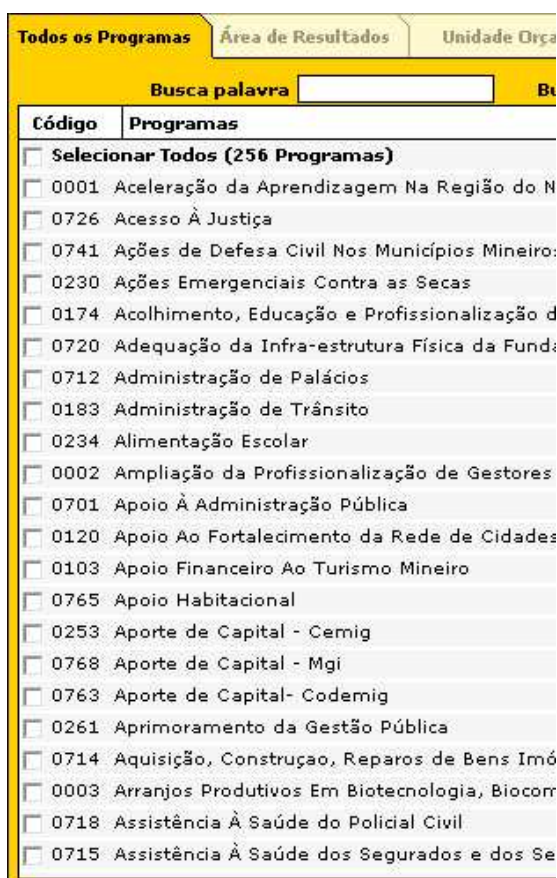 Todos os Programas Área de Resultados Unidade Orça
Busca palavra Bu
Código Programas
Selecionar Todos (256 Programas)
0001 Aceleração da Aprendizagem Na Região do N
0726 Acesso À Justiça
0741 Ações de Defesa Civil Nos Municípios Mineiros
0230 Ações Emergenciais Contra as Secas
0174 Acolhimento, Educação e Profissionalização d
0720 Adequação da Infra-estrutura Física da Funda
0712 Administração de Palácios
0183 Administração de Trânsito
0234 Alimentação Escolar
0002 Ampliação da Profissionalização de Gestores
0701 Apoio À Administração Pública
0120 Apoio Ao Fortalecimento da Rede de Cidades
0103 Apoio Financeiro Ao Turismo Mineiro
0765 Apoio Habitacional
0253 Aporte de Capital - Cemig
0768 Aporte de Capital - Mgi
0763 Aporte de Capital- Codemig
0261 Aprimoramento da Gestão Pública
0714 Aquisição, Construçao, Reparos de Bens Imó
0003 Arranjos Produtivos Em Biotecnologia, Biocom
0718 Assistência À Saúde do Policial Civil
0715 Assistência À Saúde dos Segurados e dos Se